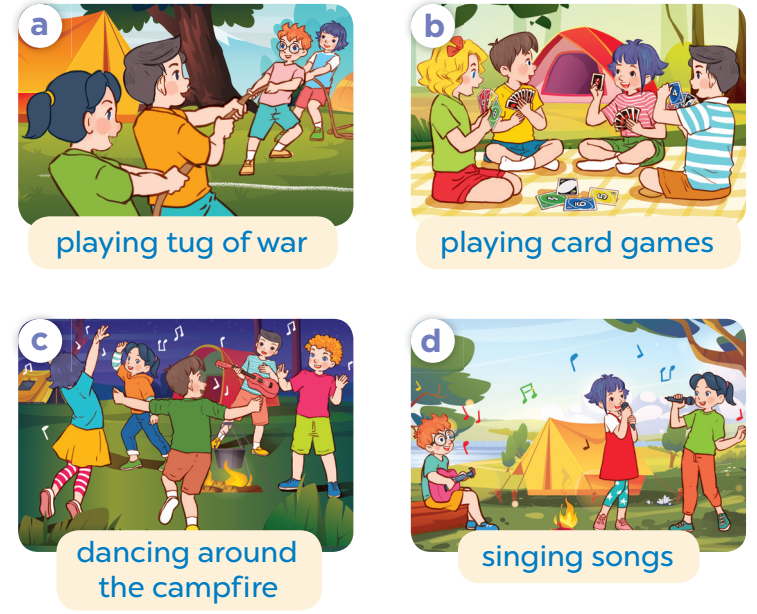 a
playing tug of war
b
playing card games
c
dancing around
the campfire
d
singing songs